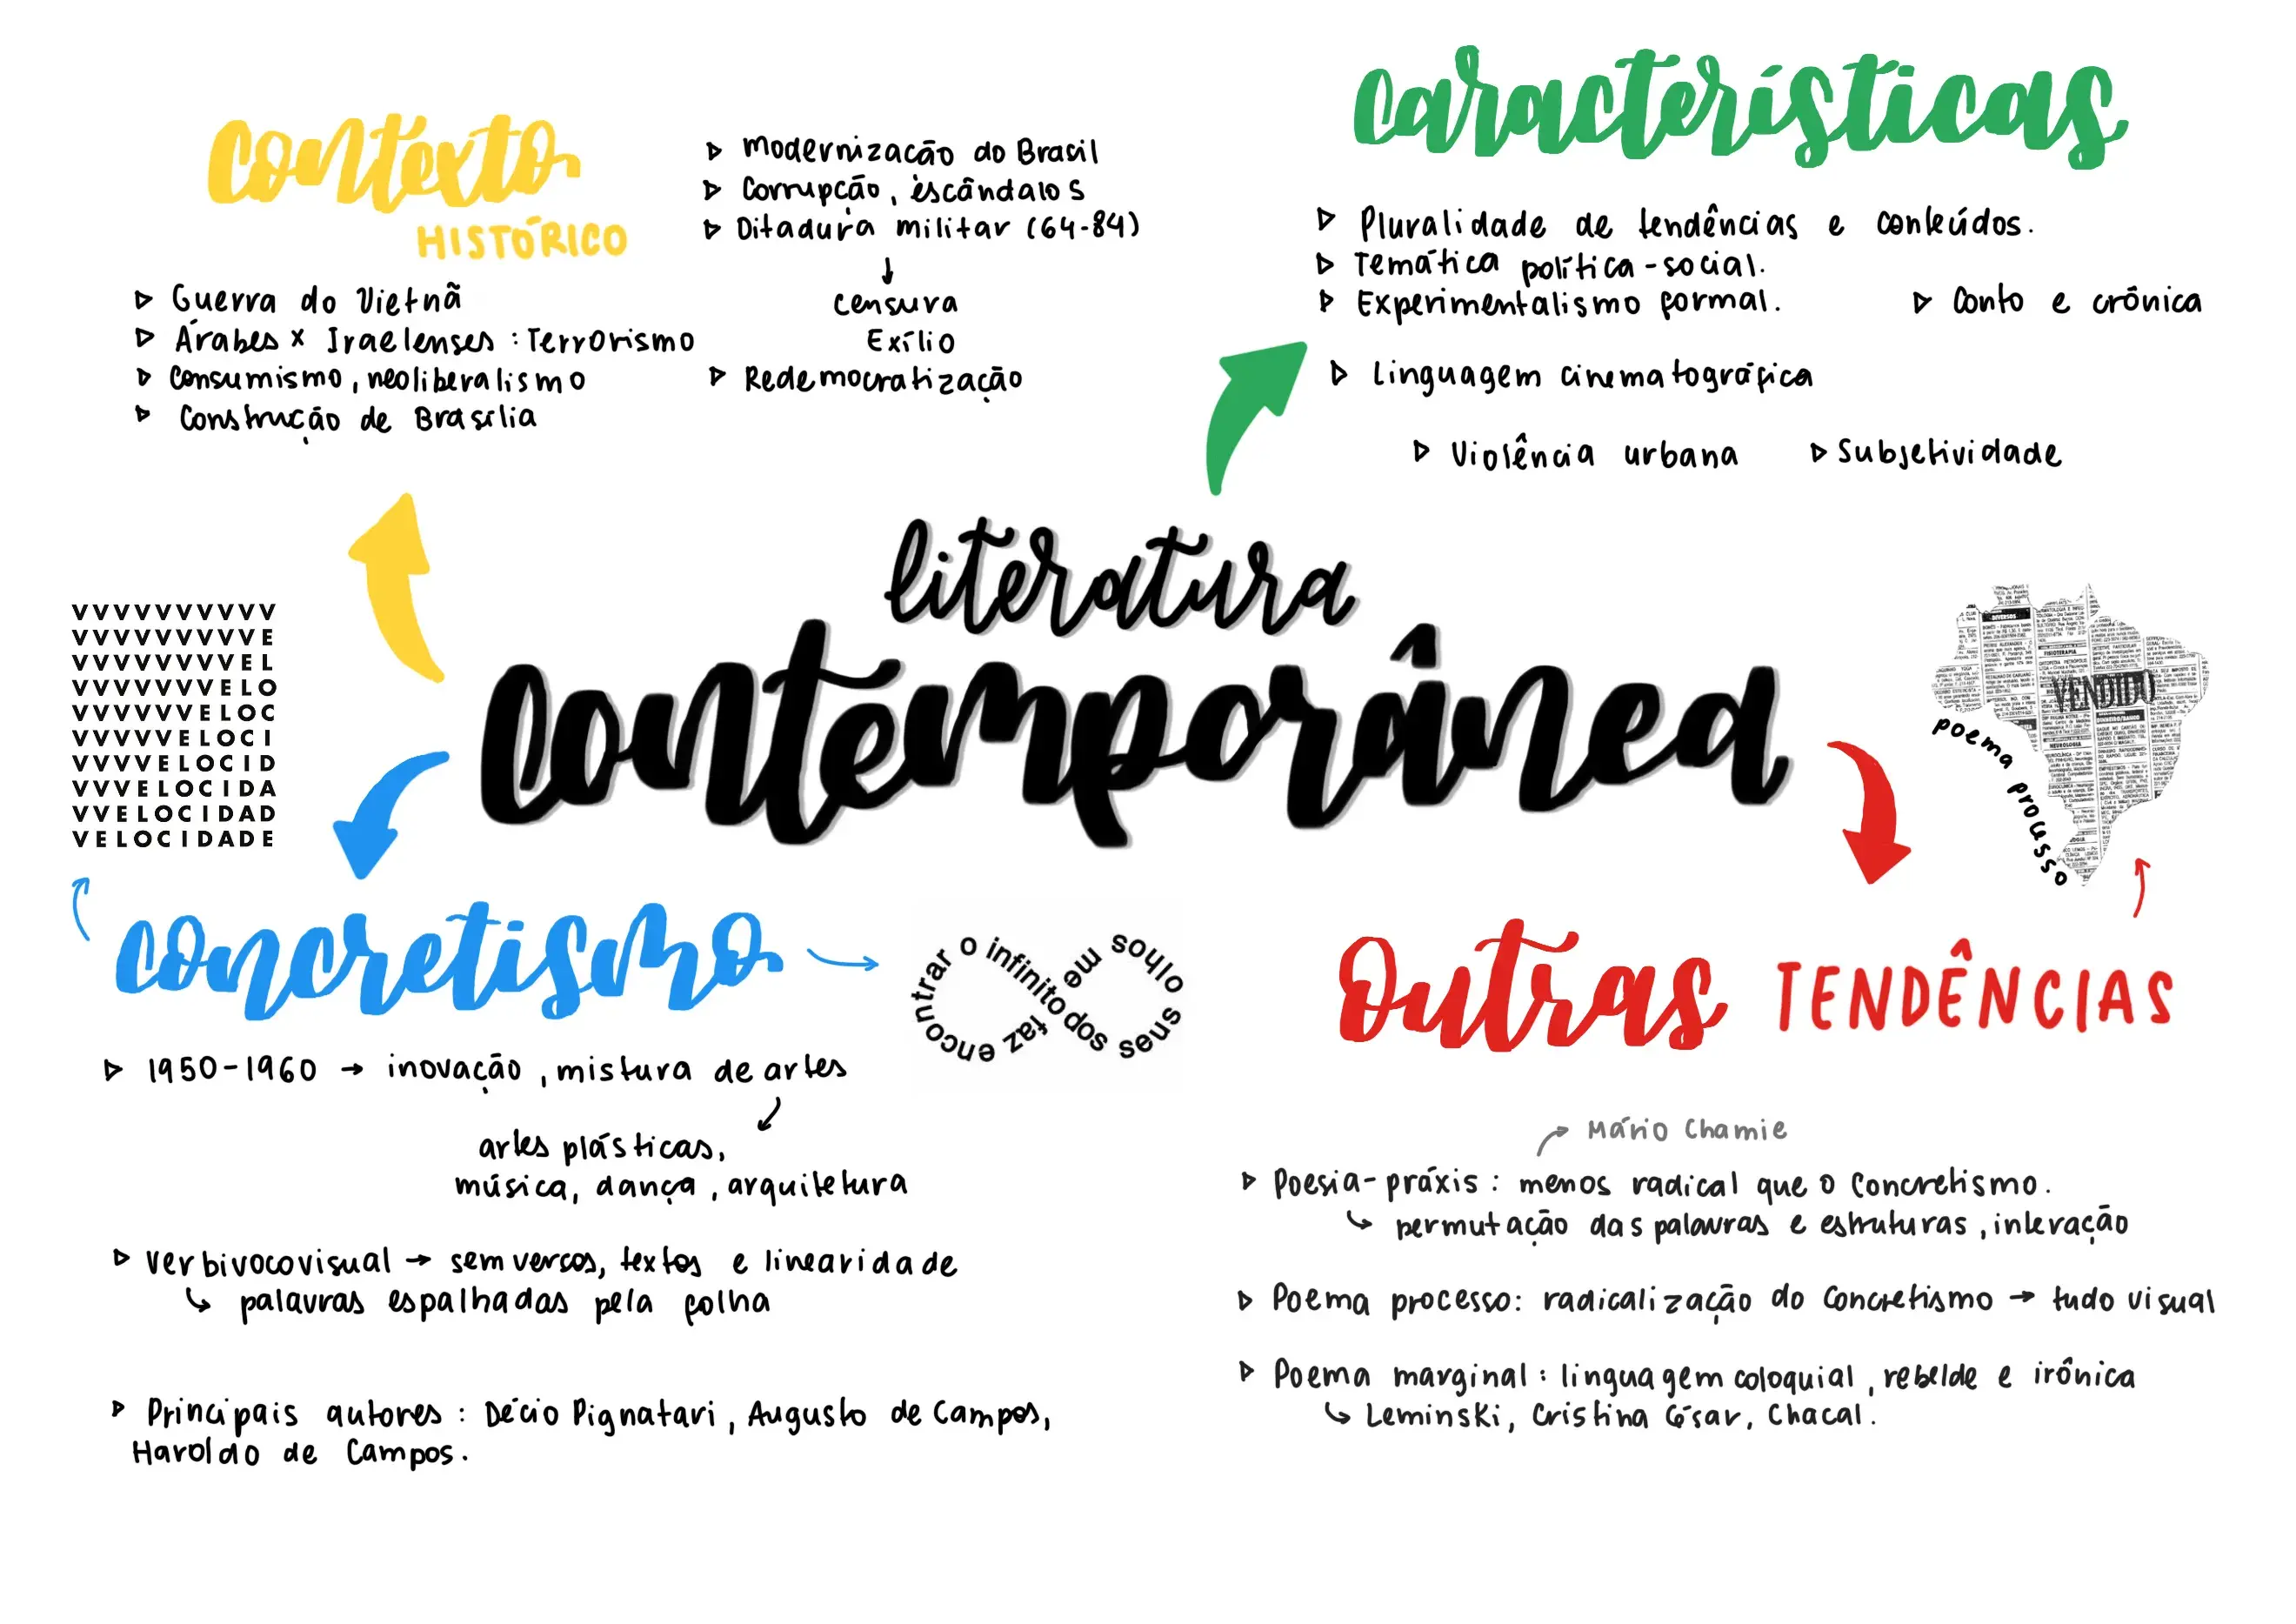 Contexto
HISTÓRICO
▷ Guerra do Vietnã
▷ Árabes x Iraelenses : Terrorismo
▷ Consumismo, neoliberalismo
▷ Construção de Brasília
▷ Modernização do Brasil
▷ Corrupção, escândalos
▷ Ditadura militar (64-84)
↓
Censura
Exílio
▷ Redemocratização
Características
▷ Pluralidade de tendências e conteúdos.
▷ Temática política-social.
▷ Experimentalismo formal.
▷ Conto e crônica
▷ Linguagem cinematográfica
▷ Violência urbana
▷ Subjetividade
literatura
Contemporânea
VVVVVVVVVV
VVVVVVVVVE
VVVVVVVVEL
VVVVVVVELO
VVVVVVELOC
VVVVVELOCI
VVVVELOCID
VVVELOCIDA
VVELOCIDAD
VELOCIDADE
VENDIDO
poema processo
Concretismo
encontrar o infinito dos seus olhos me faz
▷ 1950-1960 → inovação, mistura de artes
artes plásticas,
música, dança, arquitetura
▷ Verbivocovisual → sem versos, textos e linearidade
↳ palavras espalhadas pela folha
▷ Principais autores : Décio Pignatari, Augusto de Campos,
Haroldo de Campos.
Outras TENDÊNCIAS
Mário Chamie
▷ Poesia-práxis : menos radical que o Concretismo.
↳ permutação das palavras e estruturas, interação
▷ Poema processo: radicalização do Concretismo → tudo visual
▷ Poema marginal : linguagem coloquial, rebelde e irônica
↳ Leminski, Cristina César, Chacal.